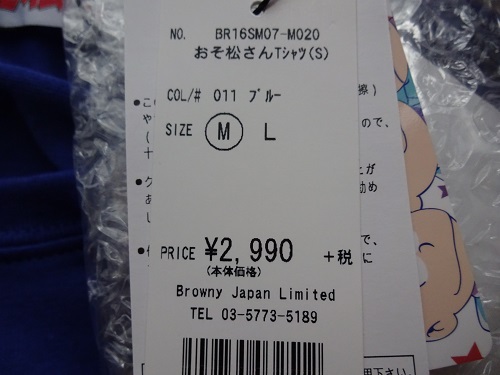 NO. BR16SM07-M020
おそ松さんTシャツ(S)
COL/# 011 ブルー
SIZE M L
PRICE ¥2,990 +税
(本体価格)
Browny Japan Limited
TEL 03-5773-5189